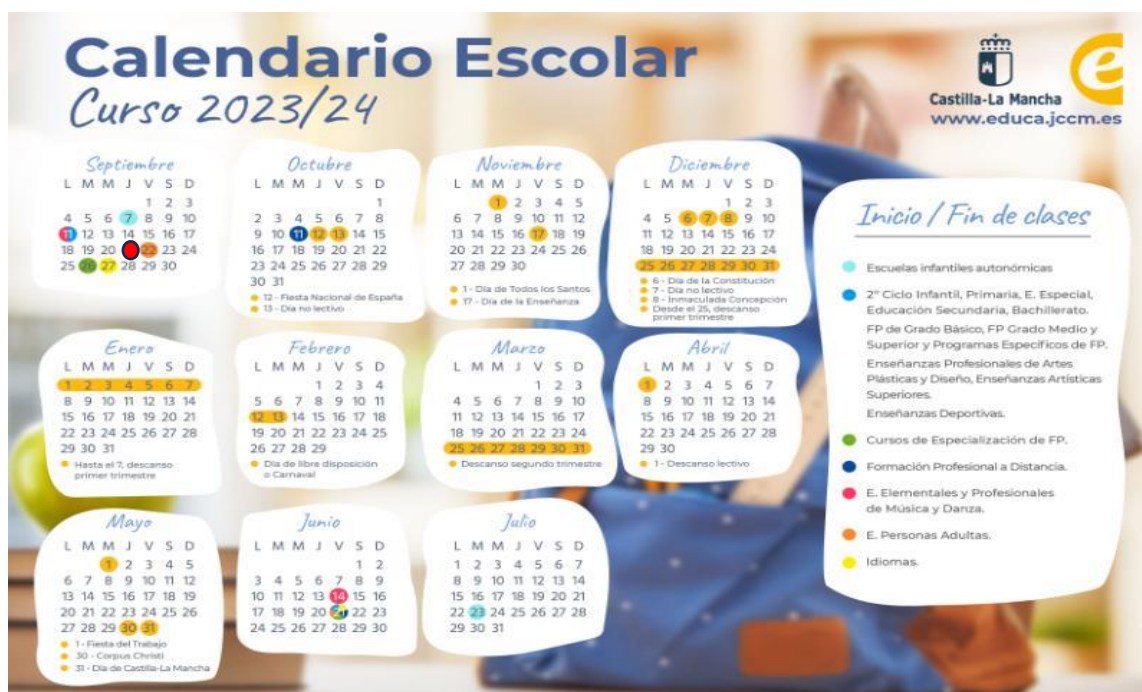 Calendario Escolar
Curso 2023/24
Castilla-La Mancha
www.educa.jccm.es
Septiembre
L M M J V S D
1 2 3
4 5 6 7 8 9 10
11 12 13 14 15 16 17
18 19 20 22 23 24
25 26 27 28 29 30
Octubre
L M M J V S D
1
2 3 4 5 6 7 8
9 10 11 12 13 14 15
16 17 18 19 20 21 22
23 24 25 26 27 28 29
30 31
12 - Fiesta Nacional de España
13 - Día no lectivo
Noviembre
L M M J V S D
1 2 3 4 5
6 7 8 9 10 11 12
13 14 15 16 17 18 19
20 21 22 23 24 25 26
27 28 29 30
1 - Día de Todos los Santos
17 - Día de la Enseñanza
Diciembre
L M M J V S D
1 2 3
4 5 6 7 8 9 10
11 12 13 14 15 16 17
18 19 20 21 22 23 24
25 26 27 28 29 30 31
6 - Día de la Constitución
7 - Día no lectivo
8 - Inmaculada Concepción
Desde el 25, descanso
primer trimestre
Enero
L M M J V S D
1 2 3 4 5 6 7
8 9 10 11 12 13 14
15 16 17 18 19 20 21
22 23 24 25 26 27 28
29 30 31
Hasta el 7, descanso
primer trimestre
Febrero
L M M J V S D
1 2 3 4
5 6 7 8 9 10 11
12 13 14 15 16 17 18
19 20 21 22 23 24 25
26 27 28 29
Día de libre disposición
o Carnaval
Marzo
L M M J V S D
1 2 3
4 5 6 7 8 9 10
11 12 13 14 15 16 17
18 19 20 21 22 23 24
25 26 27 28 29 30 31
Descanso segundo trimestre
Abril
L M M J V S D
1 2 3 4 5 6 7
8 9 10 11 12 13 14
15 16 17 18 19 20 21
22 23 24 25 26 27 28
29 30
1 - Descanso lectivo
Mayo
L M M J V S D
1 2 3 4 5
6 7 8 9 10 11 12
13 14 15 16 17 18 19
20 21 22 23 24 25 26
27 28 29 30 31
1 - Fiesta del Trabajo
30 - Corpus Christi
31 - Día de Castilla-La Mancha
Junio
L M M J V S D
1 2
3 4 5 6 7 8 9
10 11 12 13 14 15 16
17 18 19 20 21 22 23
24 25 26 27 28 29 30
Julio
L M M J V S D
1 2 3 4 5 6 7
8 9 10 11 12 13 14
15 16 17 18 19 20 21
22 23 24 25 26 27 28
29 30 31
Inicio / Fin de clases
Escuelas infantiles autonómicas
2º Ciclo Infantil, Primaria, E. Especial,
Educación Secundaria, Bachillerato.
FP de Grado Básico, FP Grado Medio y
Superior y Programas Específicos de FP.
Enseñanzas Profesionales de Artes
Plásticas y Diseño, Enseñanzas Artísticas
Superiores.
Enseñanzas Deportivas.
Cursos de Especialización de FP.
Formación Profesional a Distancia.
E. Elementales y Profesionales
de Música y Danza.
E. Personas Adultas.
Idiomas.